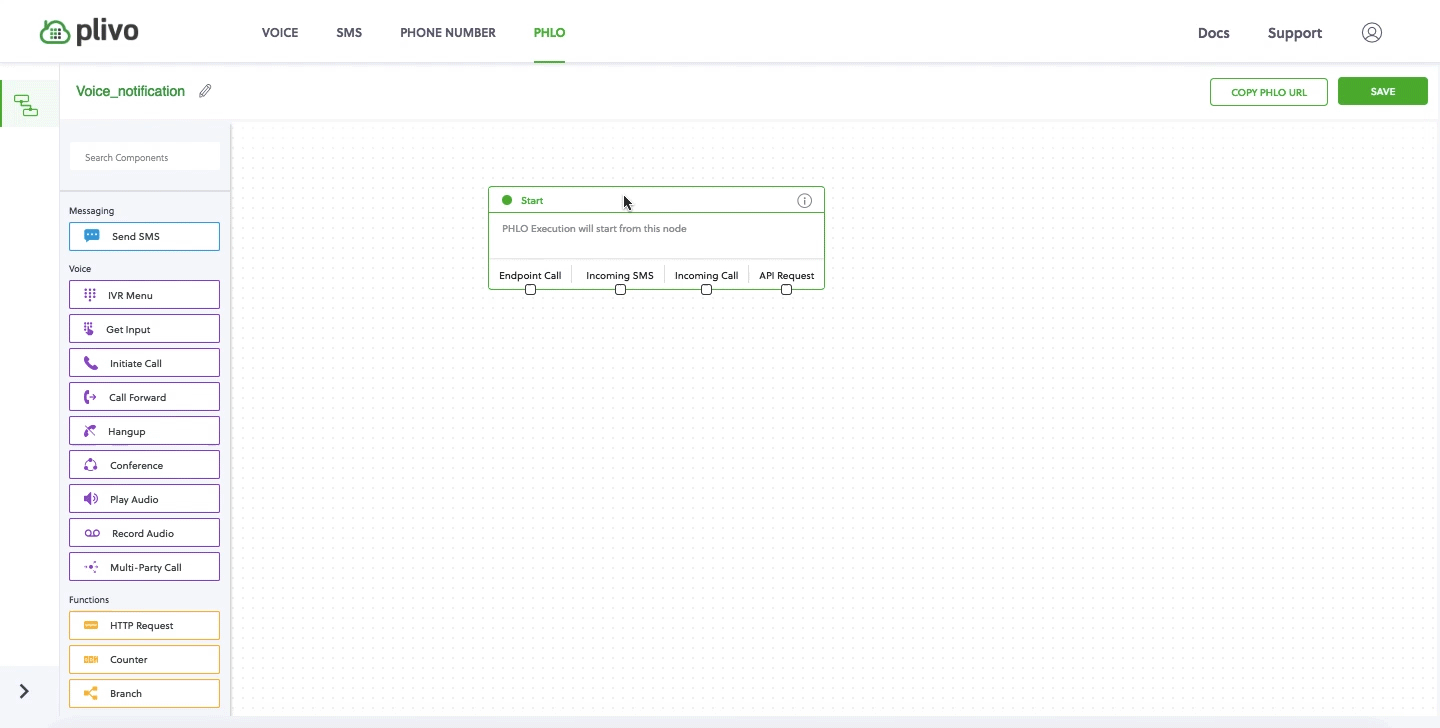 plivo
VOICE SMS PHONE NUMBER PHLO
Docs Support
Voice_notification
COPY PHLO URL SAVE
Search Components
Messaging
Send SMS
Voice
IVR Menu
Get Input
Initiate Call
Call Forward
Hangup
Conference
Play Audio
Record Audio
Multi-Party Call
Functions
HTTP Request
Counter
Branch
Start
PHLO Execution will start from this node
Endpoint Call Incoming SMS Incoming Call API Request